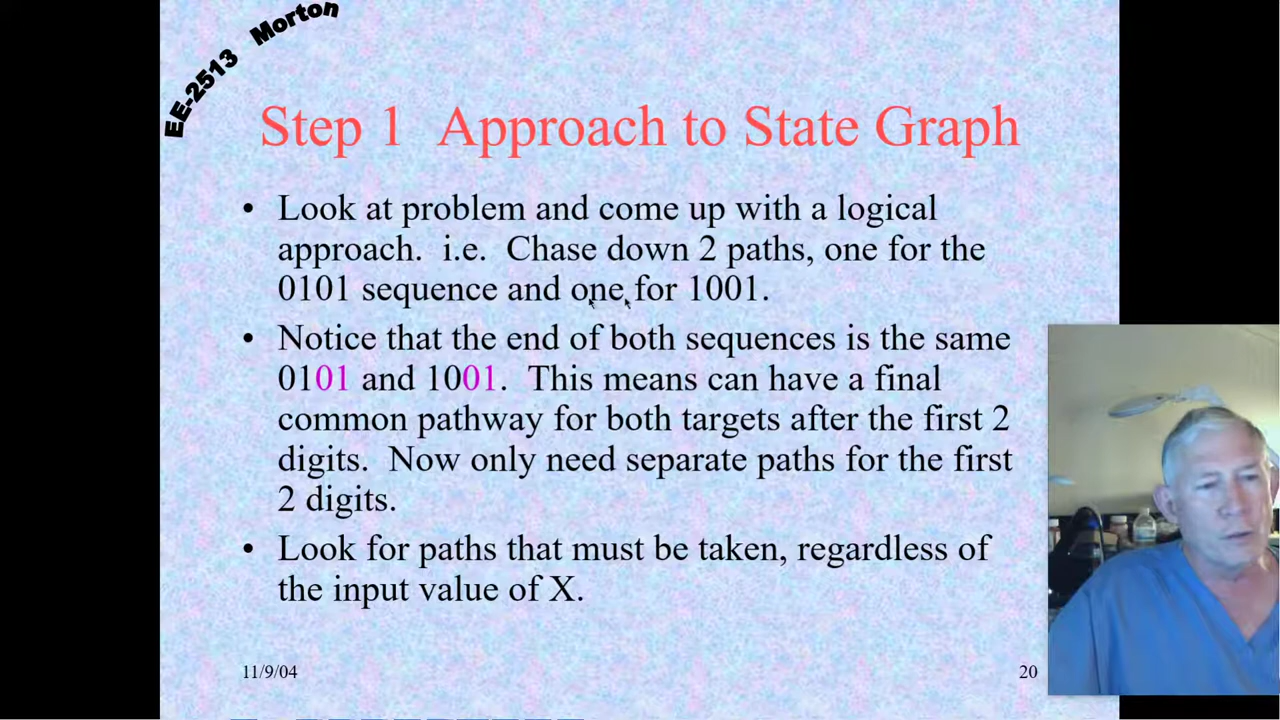 EE-2513 Morton
Step 1 Approach to State Graph
• Look at problem and come up with a logical
approach. i.e. Chase down 2 paths, one for the
0101 sequence and one for 1001.
• Notice that the end of both sequences is the same
0101 and 1001. This means can have a final
common pathway for both targets after the first 2
digits. Now only need separate paths for the first
2 digits.
• Look for paths that must be taken, regardless of
the input value of X.
11/9/04
20